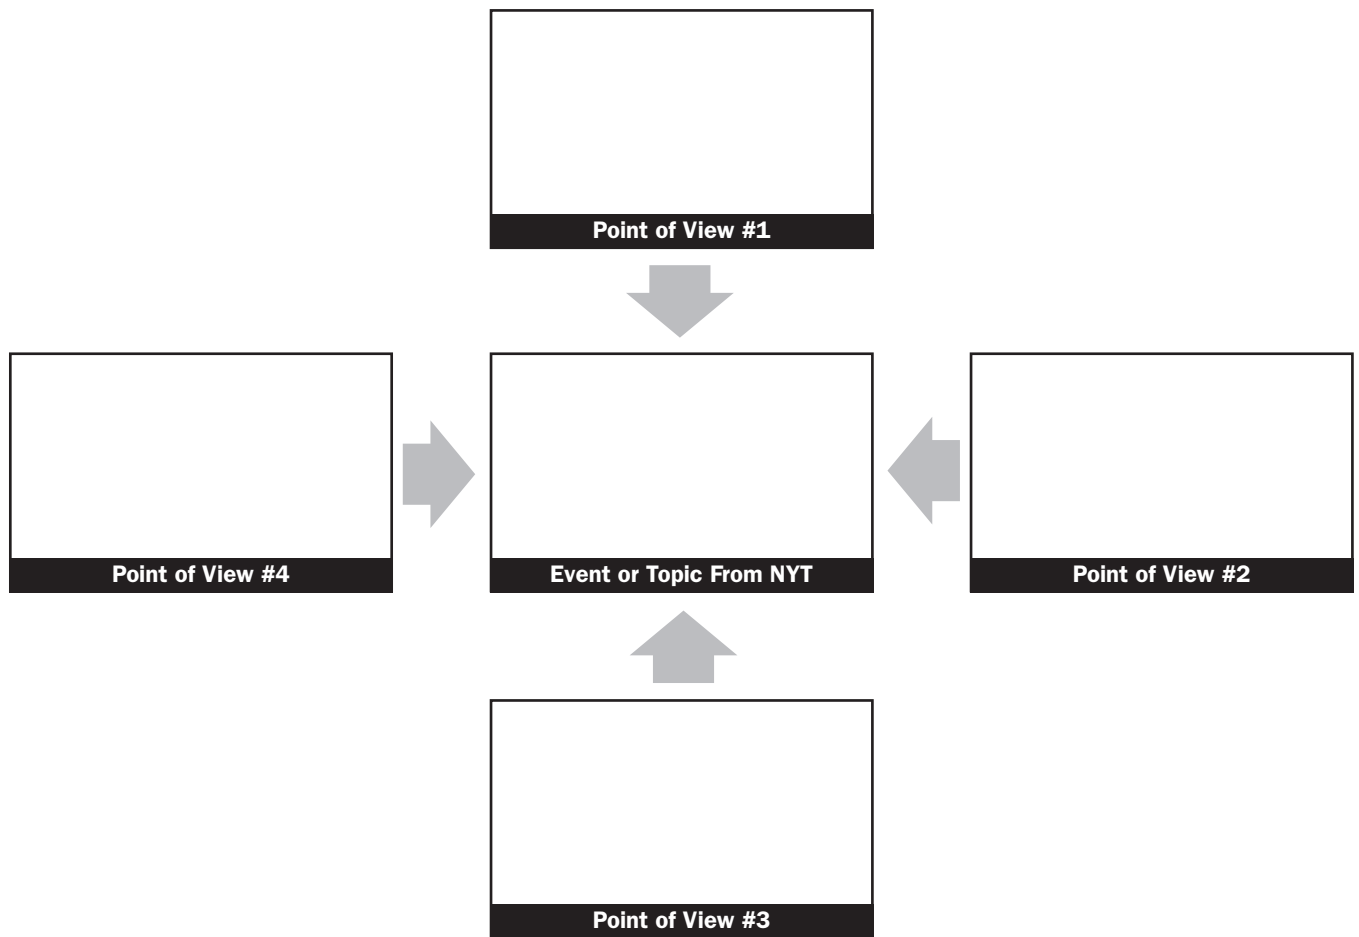 Point of View #1
Point of View #4
Event or Topic From NYT
Point of View #2
Point of View #3